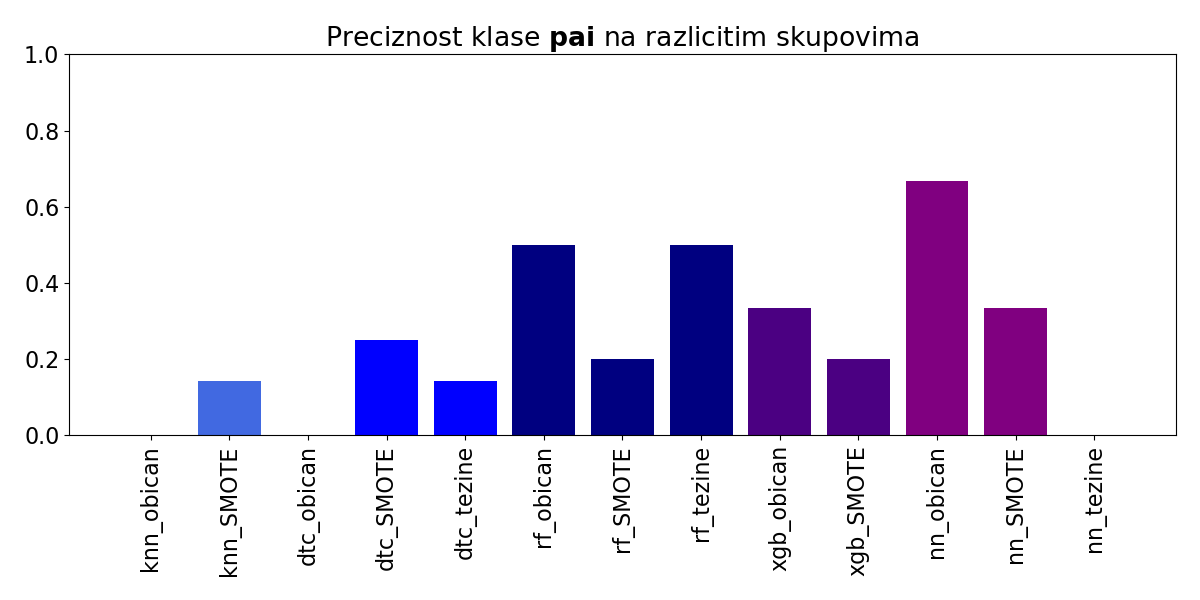 Preciznost klase pai na razlicitim skupovima
1.0
0.8
0.6
0.4
0.2
0.0
knn_obican
knn_SMOTE
dtc_obican
dtc_SMOTE
dtc_tezine
rf_obican
rf_SMOTE
rf_tezine
xgb_obican
xgb_SMOTE
nn_obican
nn_SMOTE
nn_tezine